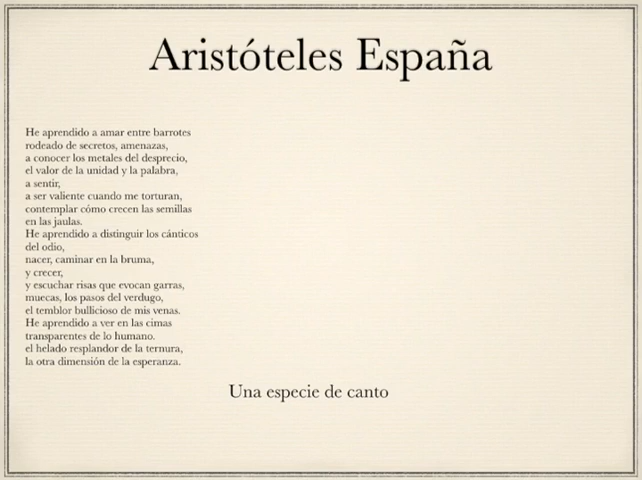 Aristóteles España
He aprendido a amar entre barrotes
rodeado de secretos, amenazas,
a conocer los metales del desprecio,
el valor de la unidad y la palabra,
a sentir,
a ser valiente cuando me torturan,
contemplar cómo crecen las semillas
en las jaulas.
He aprendido a distinguir los cánticos
del odio,
nacer, caminar en la bruma,
y crecer,
y escuchar risas que evocan garras,
muecas, los pasos del verdugo,
el temblor bullicioso de mis venas.
He aprendido a ver en las cimas
transparentes de lo humano.
el helado resplandor de la ternura,
la otra dimensión de la esperanza.
Una especie de canto